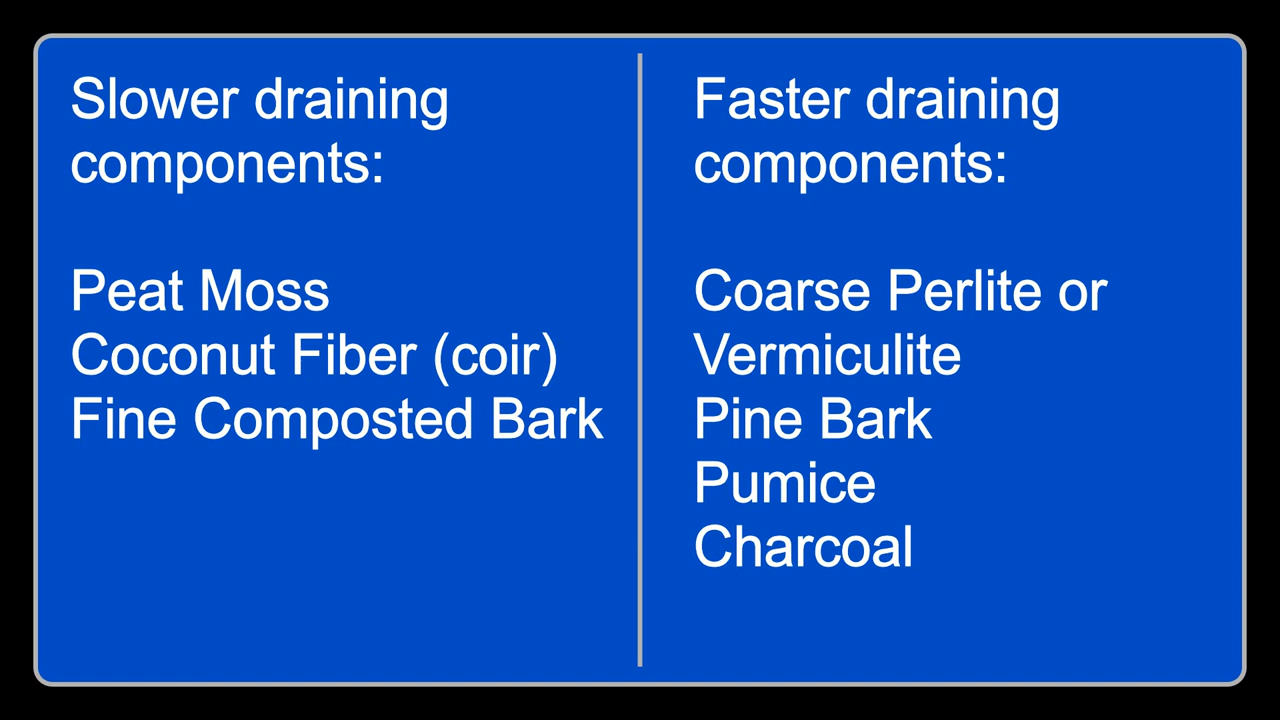 Slower draining
components:
Peat Moss
Coconut Fiber (coir)
Fine Composted Bark
Faster draining
components:
Coarse Perlite or
Vermiculite
Pine Bark
Pumice
Charcoal